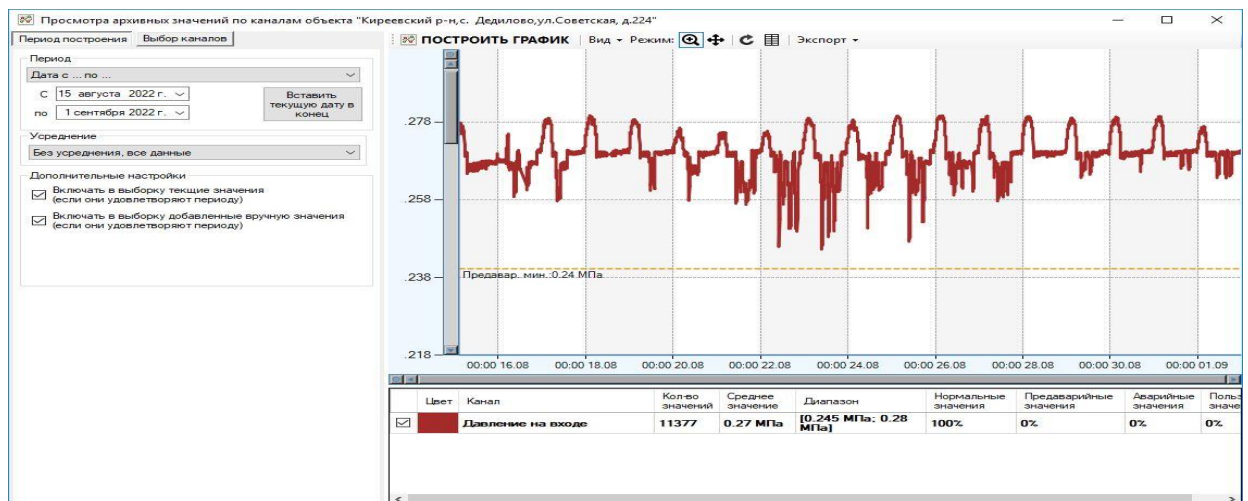 Просмотра архивных значений по каналам объекта "Киреевский р-н,с. Дедилово,ул.Советская, д.224"
Период построения Выбор каналов
ПОСТРОИТЬ ГРАФИК Вид Режим: Экспорт
Период
Дата с ... по ...
С 15 августа 2022 г.
по 1 сентября 2022 г.
Вставить
текущую дату в
конец
Усреднение
Без усреднения, все данные
Дополнительные настройки
Включать в выборку текщие значения
(если они удовлетворяют периоду)
Включать в выборку добавленные вручную значения
(если они удовлетворяют периоду)
.278
.258
.238
.218
Предавар. мин.:0.24 МПа
00:00 16.08 00:00 18.08 00:00 20.08 00:00 22.08 00:00 24.08 00:00 26.08 00:00 28.08 00:00 30.08 00:00 01.09
Цвет Канал Кол-во значений Среднее значение Диапазон Нормальные значения Предаварийные значения Аварийные значения Польз значе
Давление на входе 11377 0.27 МПа [0.245 МПа; 0.28 МПа] 100% 0% 0% 0%